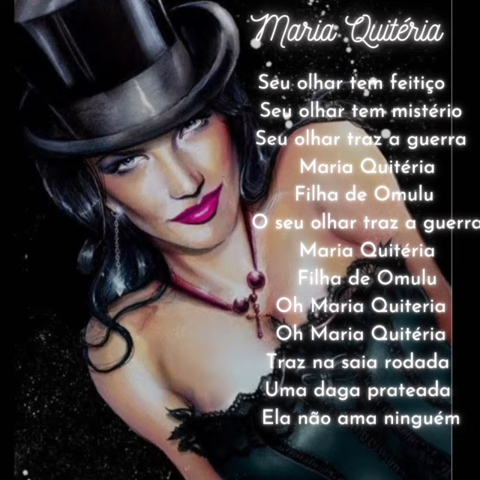 Maria Quitéria
Seu olhar tem feitiço
Seu olhar tem mistério
Seu olhar traz a guerra
Maria Quitéria
Filha de Omulu
O seu olhar traz a guerra
Maria Quitéria
Filha de Omulu
Oh Maria Quiteria
Oh Maria Quitéria
Traz na saia rodada
Uma daga prateada
Ela não ama ninguém